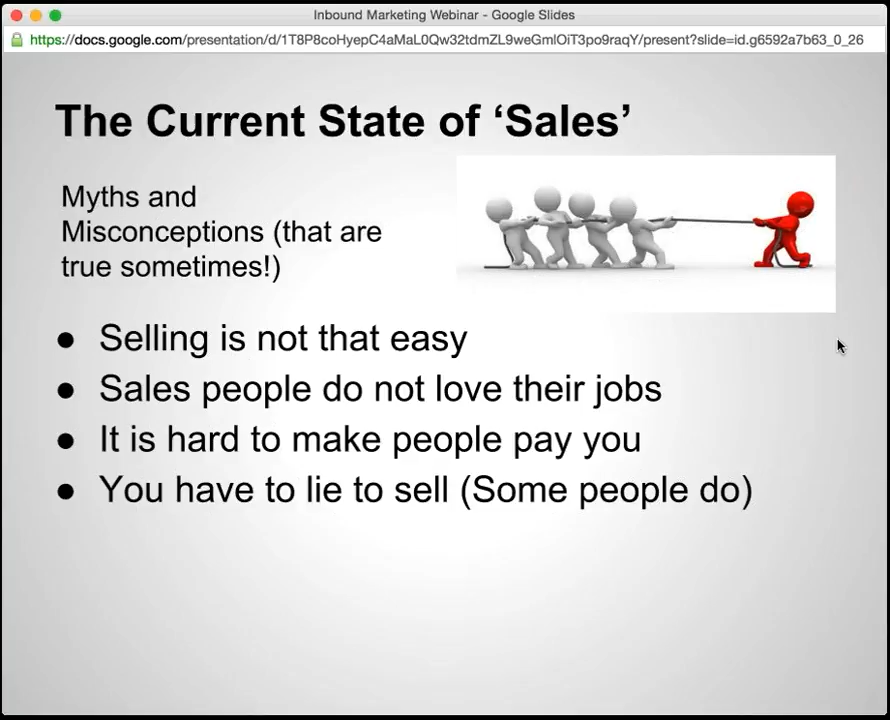 Inbound Marketing Webinar - Google Slides
https://docs.google.com/presentation/d/1T8P8coHyepC4aMaL0Qw32tdmZL9weGmlOiT3po9raqY/present?slide=id.g6592a7b63_0_26
The Current State of ‘Sales’
Myths and
Misconceptions (that are
true sometimes!)
● Selling is not that easy
● Sales people do not love their jobs
● It is hard to make people pay you
● You have to lie to sell (Some people do)